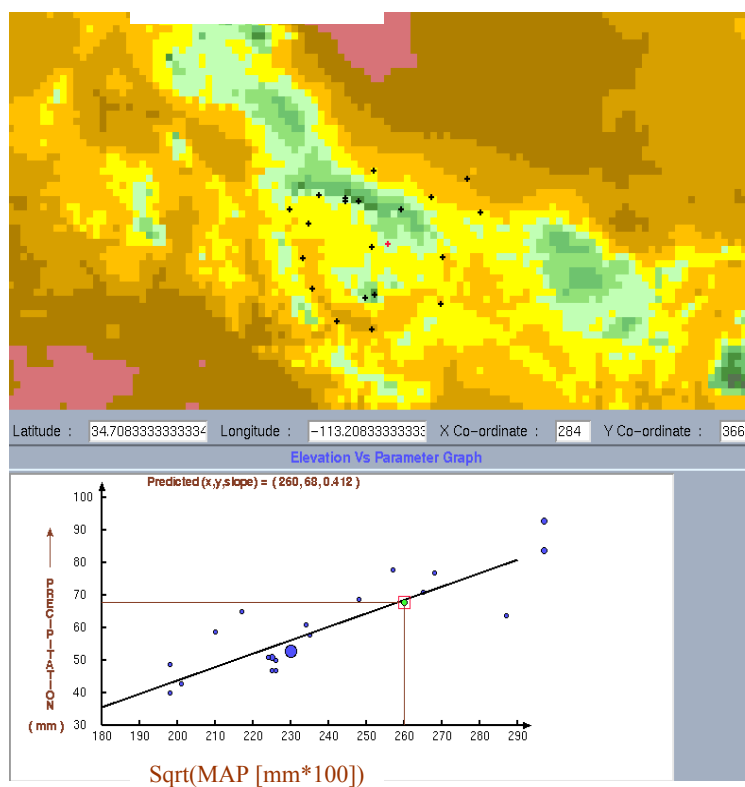 Latitude : 34.7083333333334 Longitude : -113.20833333333 X Co-ordinate : 284 Y Co-ordinate : 366
Elevation Vs Parameter Graph
Predicted (x,y,slope) = ( 260, 68, 0.412 )
100
90
80
70
60
50
40
30
PRECIPITATION
( mm )
180 190 200 210 220 230 240 250 260 270 280 290
Sqrt(MAP [mm*100])